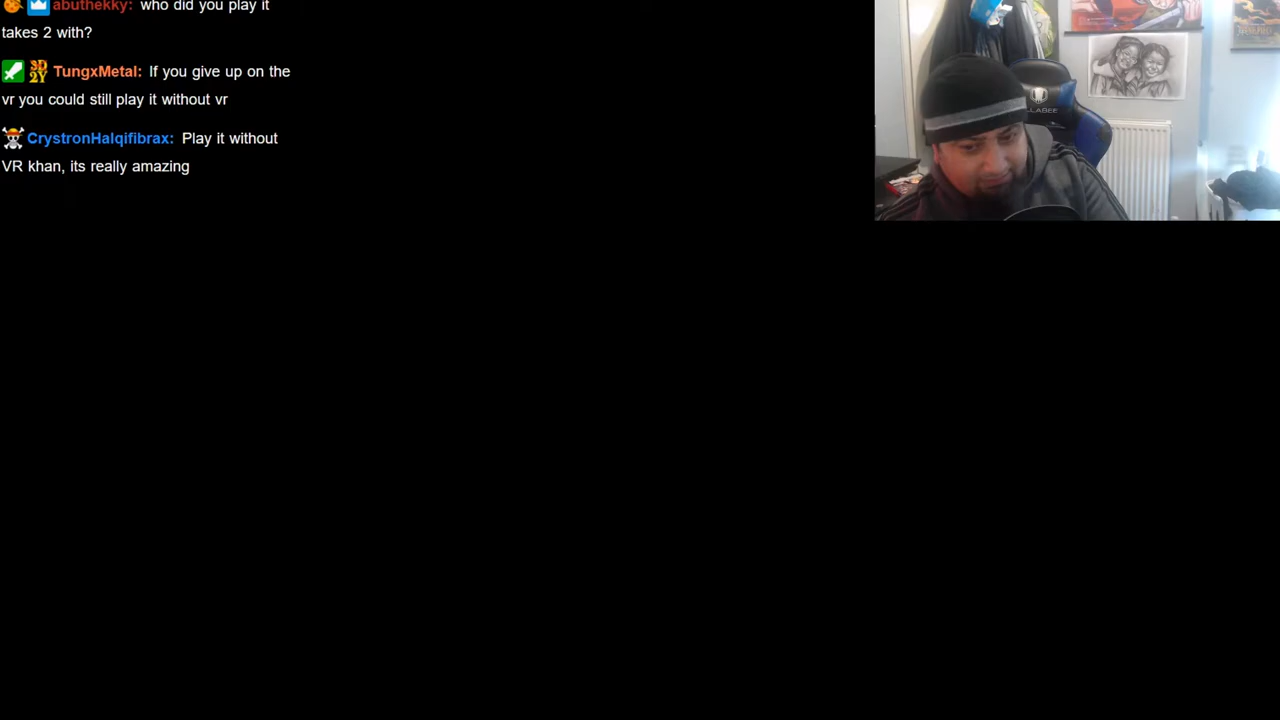 abuthekky: who did you play it
takes 2 with?
TungxMetal: If you give up on the
vr you could still play it without vr
CrystronHalqifibrax: Play it without
VR khan, its really amazing